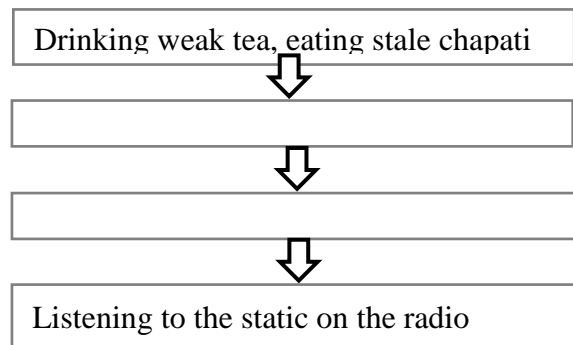 Drinking weak tea, eating stale chapati
Listening to the static on the radio